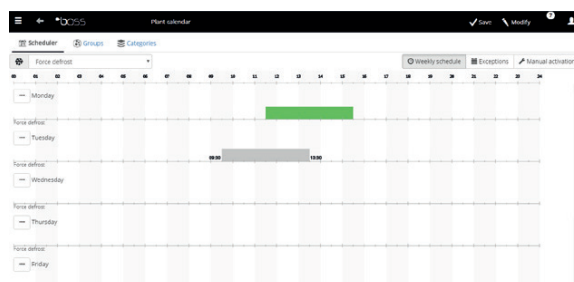 boss Plant calendar Save Modify ?
Scheduler Groups Categories
Force defrost Weekly schedule Exceptions Manual activation
00 01 02 03 04 05 06 07 08 09 10 11 12 13 14 15 16 17 18 19 20 21 22 23 24
Monday
Force defrost
Tuesday
09:30 13:30
Force defrost
Wednesday
Force defrost
Thursday
Force defrost
Friday